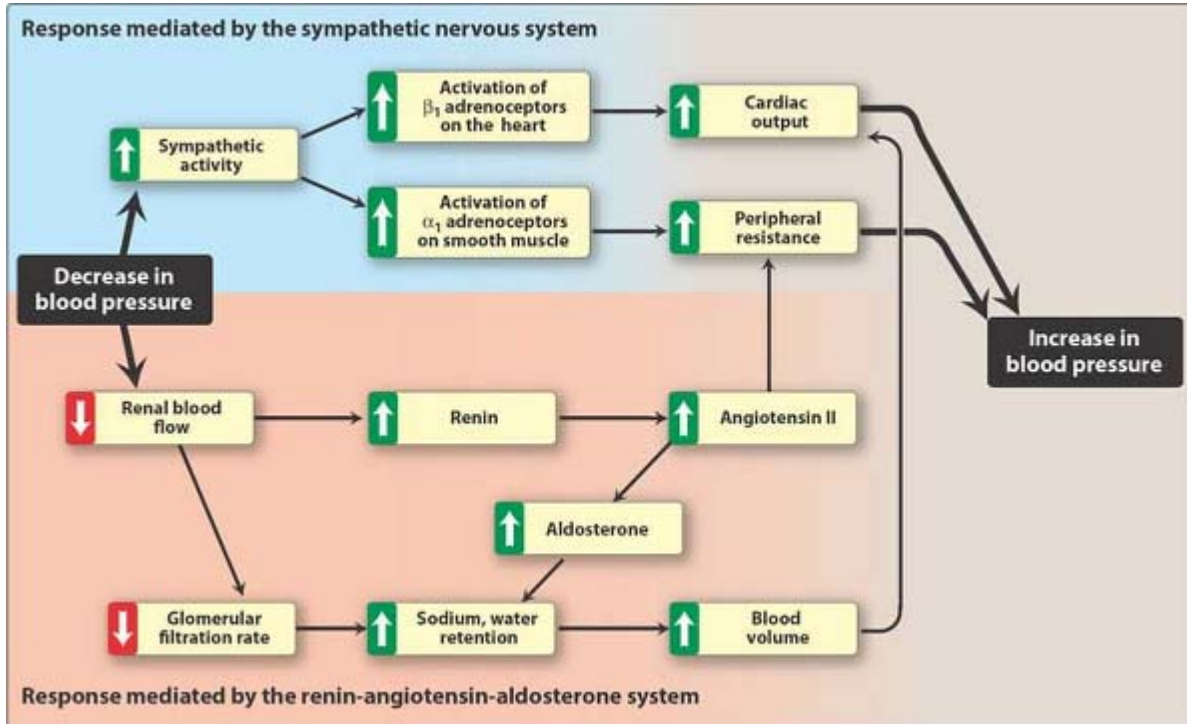 Response mediated by the sympathetic nervous system
Activation of
β₁ adrenoceptors
on the heart
Cardiac
output
Sympathetic
activity
Activation of
α₁ adrenoceptors
on smooth muscle
Peripheral
resistance
Decrease in
blood pressure
Increase in
blood pressure
Renal blood
flow
Renin
Angiotensin II
Aldosterone
Glomerular
filtration rate
Sodium, water
retention
Blood
volume
Response mediated by the renin-angiotensin-aldosterone system